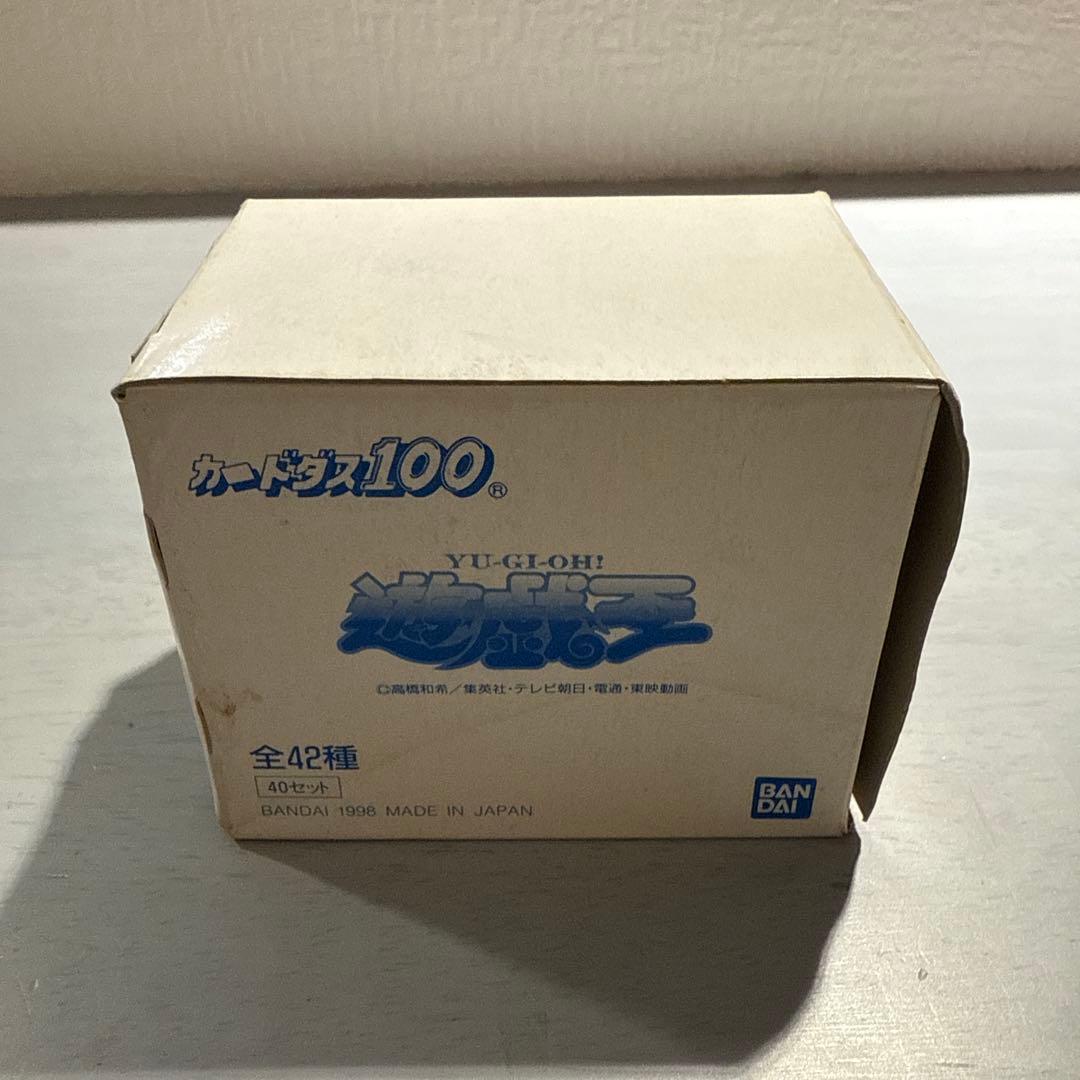 カードダス100®
YU-GI-OH!
遊戯王
©高橋和希/集英社・テレビ朝日・電通・東映動画
全42種
40セット
BANDAI 1998 MADE IN JAPAN
BAN
DAI